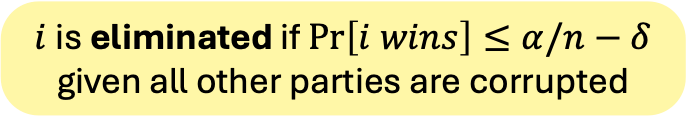 i is eliminated if Pr[i wins] ≤ α/n − δ
given all other parties are corrupted